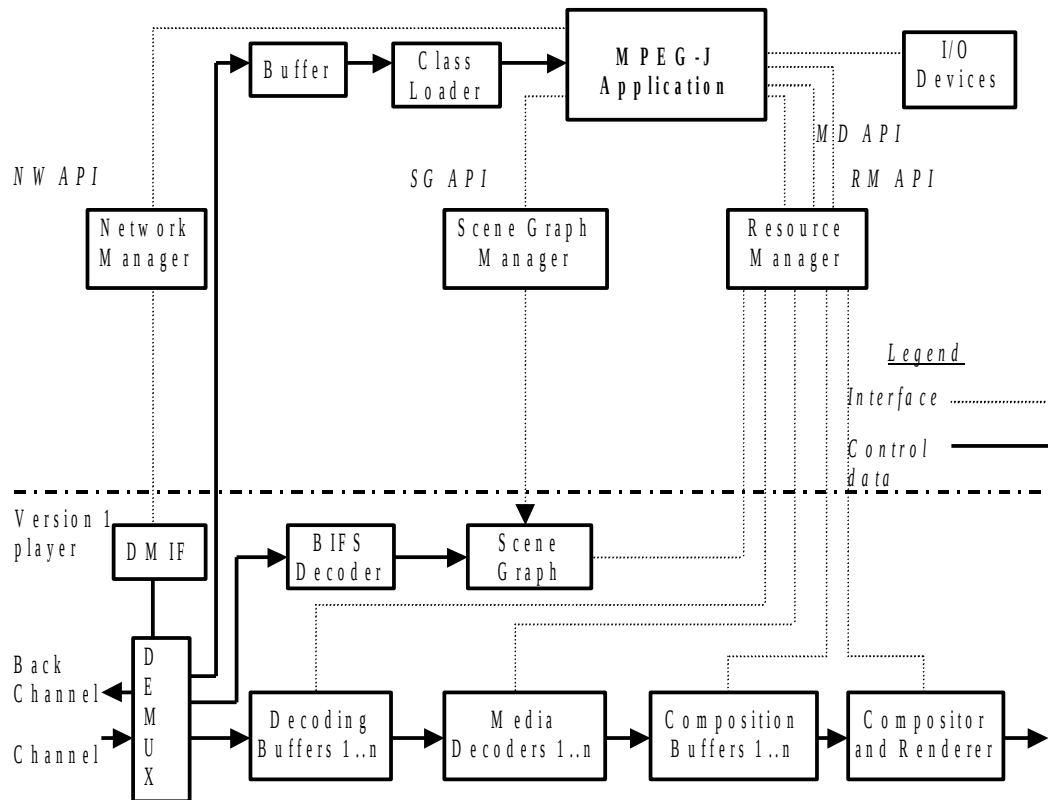 Buffer
Class
Loader
MPEG-J
Application
I/O
Devices
MD API
NW API
SG API
RM API
Network
Manager
Scene Graph
Manager
Resource
Manager
Legend
Interface
Control
data
Version 1
player
DMIF
BIFS
Decoder
Scene
Graph
DEMUX
Back
Channel
Channel
Decoding
Buffers 1..n
Media
Decoders 1..n
Composition
Buffers 1..n
Compositor
and Renderer